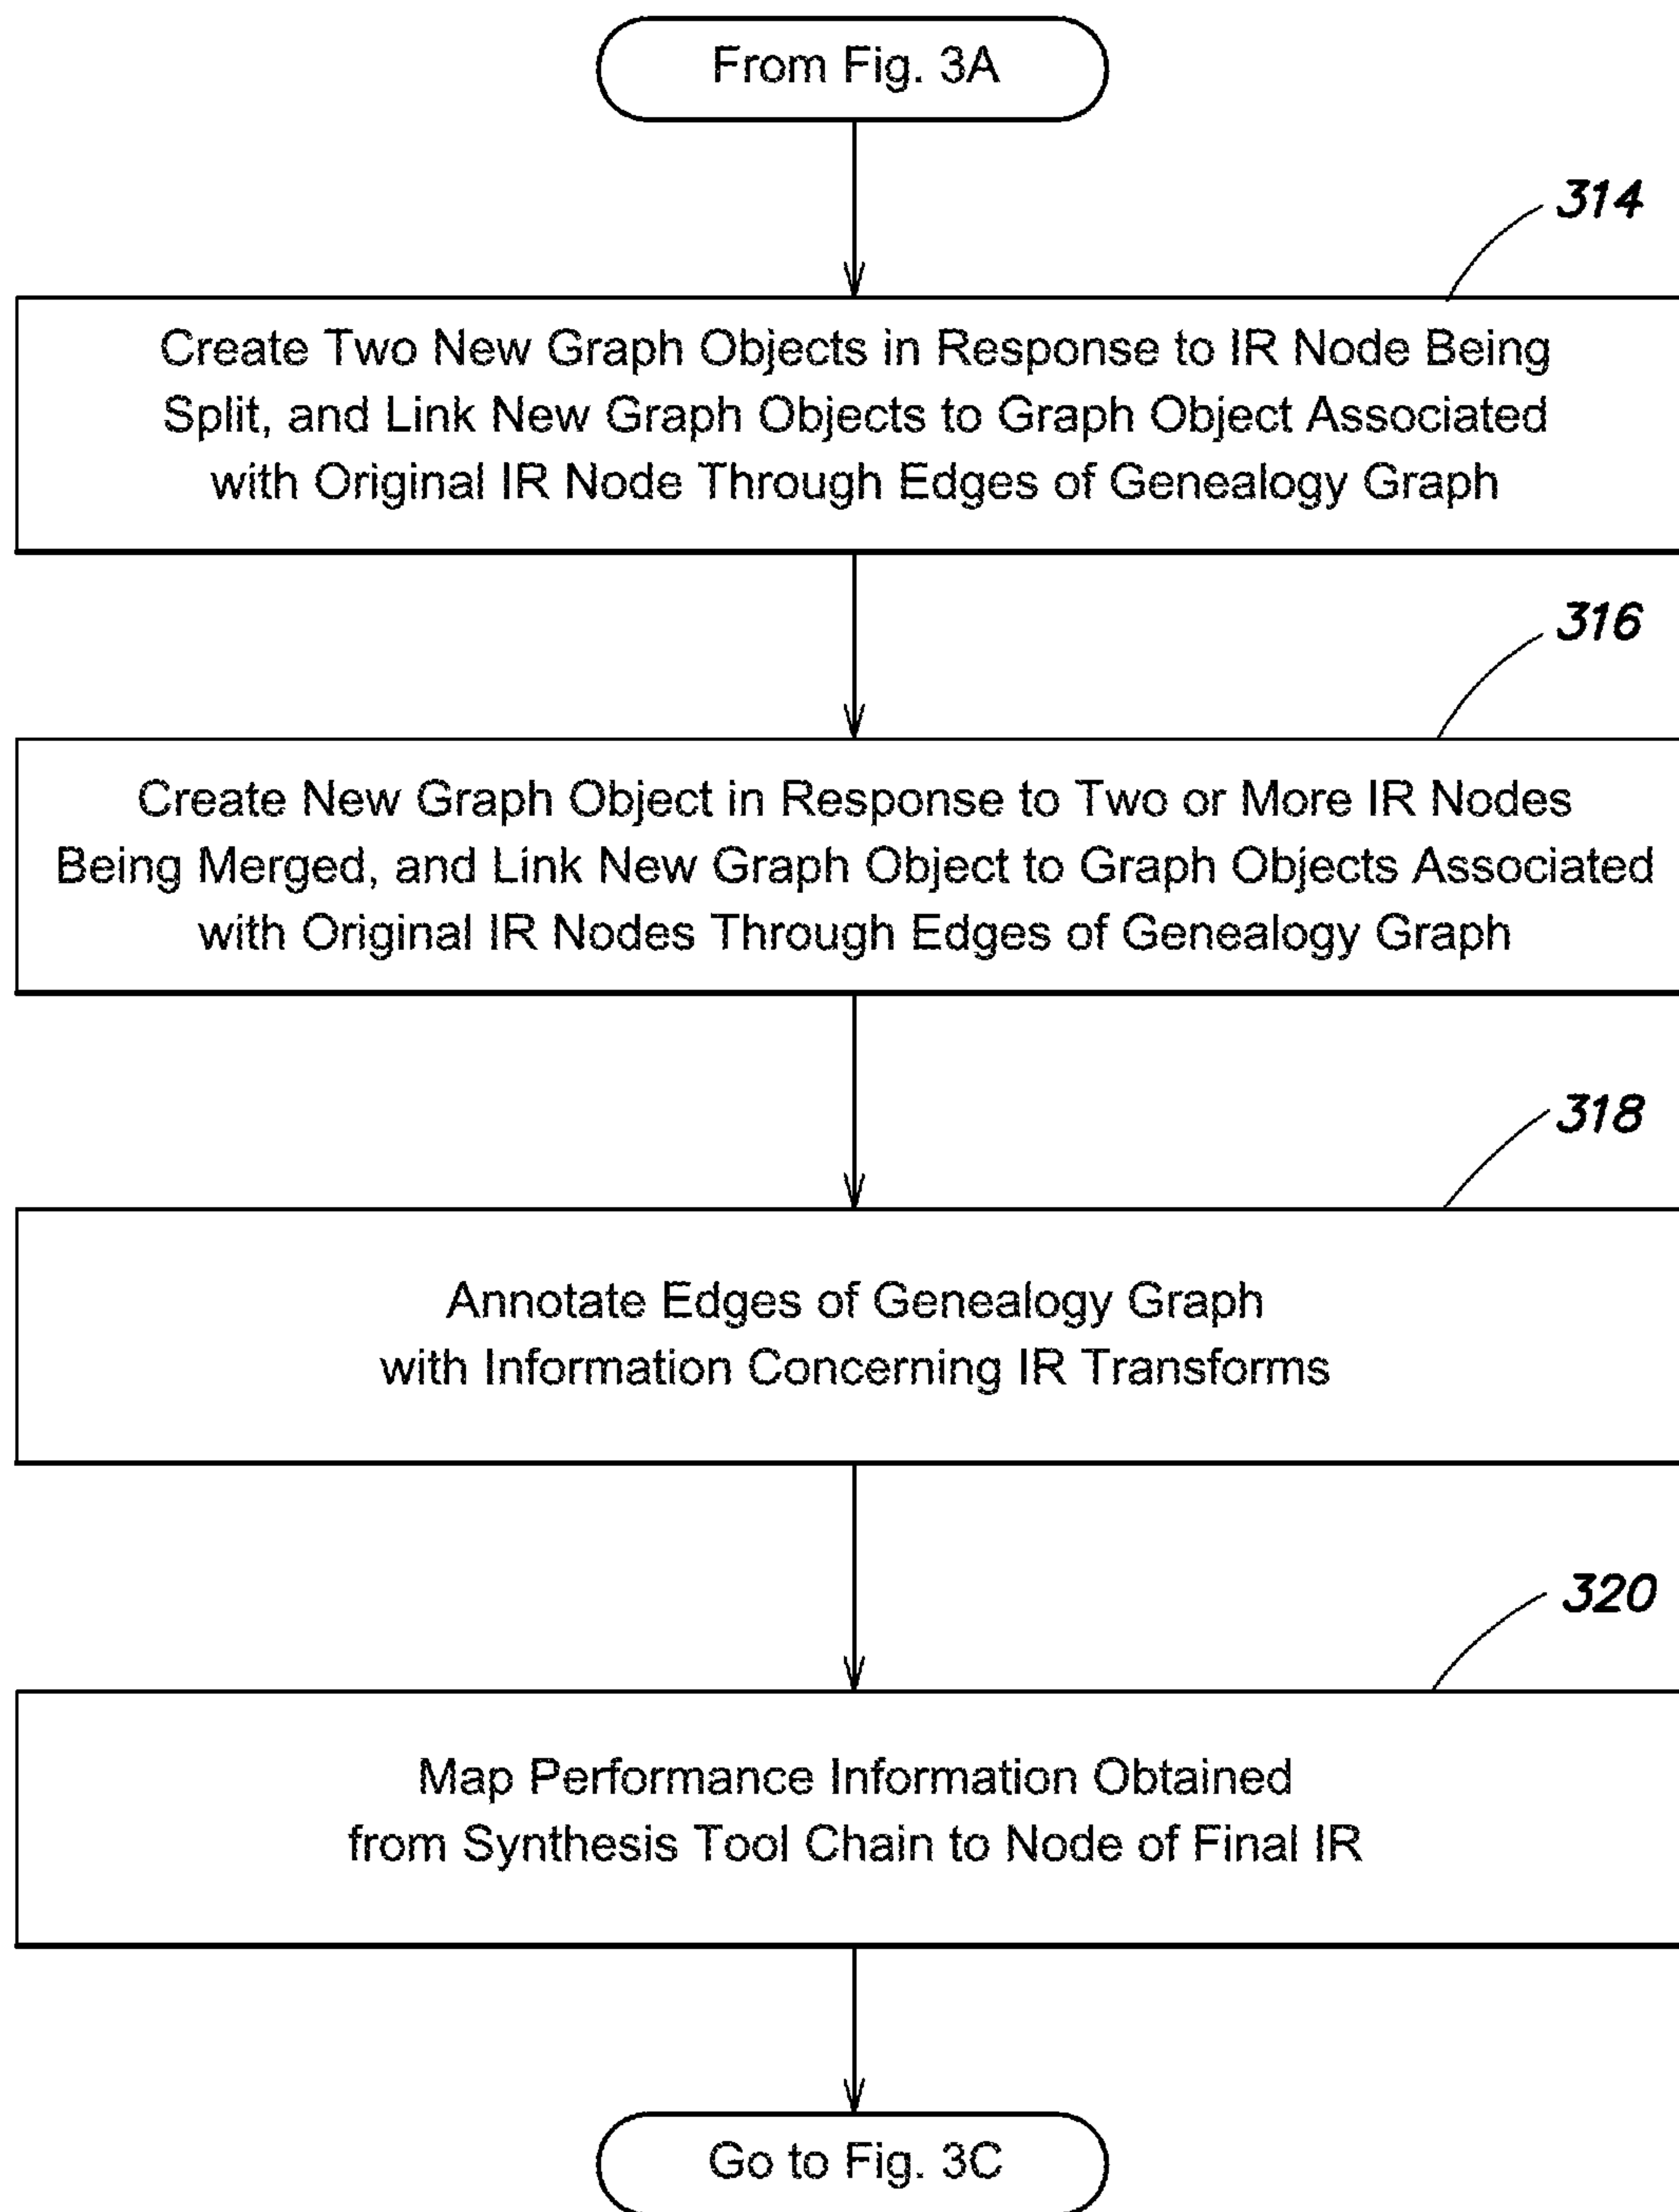 From Fig. 3A
314
Create Two New Graph Objects in Response to IR Node Being
Split, and Link New Graph Objects to Graph Object Associated
with Original IR Node Through Edges of Genealogy Graph
316
Create New Graph Object in Response to Two or More IR Nodes
Being Merged, and Link New Graph Object to Graph Objects Associated
with Original IR Nodes Through Edges of Genealogy Graph
318
Annotate Edges of Genealogy Graph
with Information Concerning IR Transforms
320
Map Performance Information Obtained
from Synthesis Tool Chain to Node of Final IR
Go to Fig. 3C